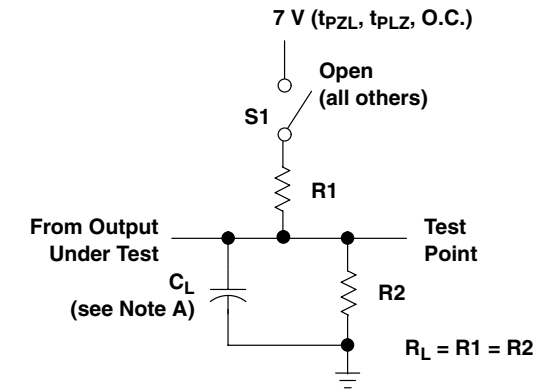 7 V (tPZL, tPLZ, O.C.)
Open
(all others)
S1
R1
From Output
Under Test
Test
Point
CL
(see Note A)
R2
RL = R1 = R2